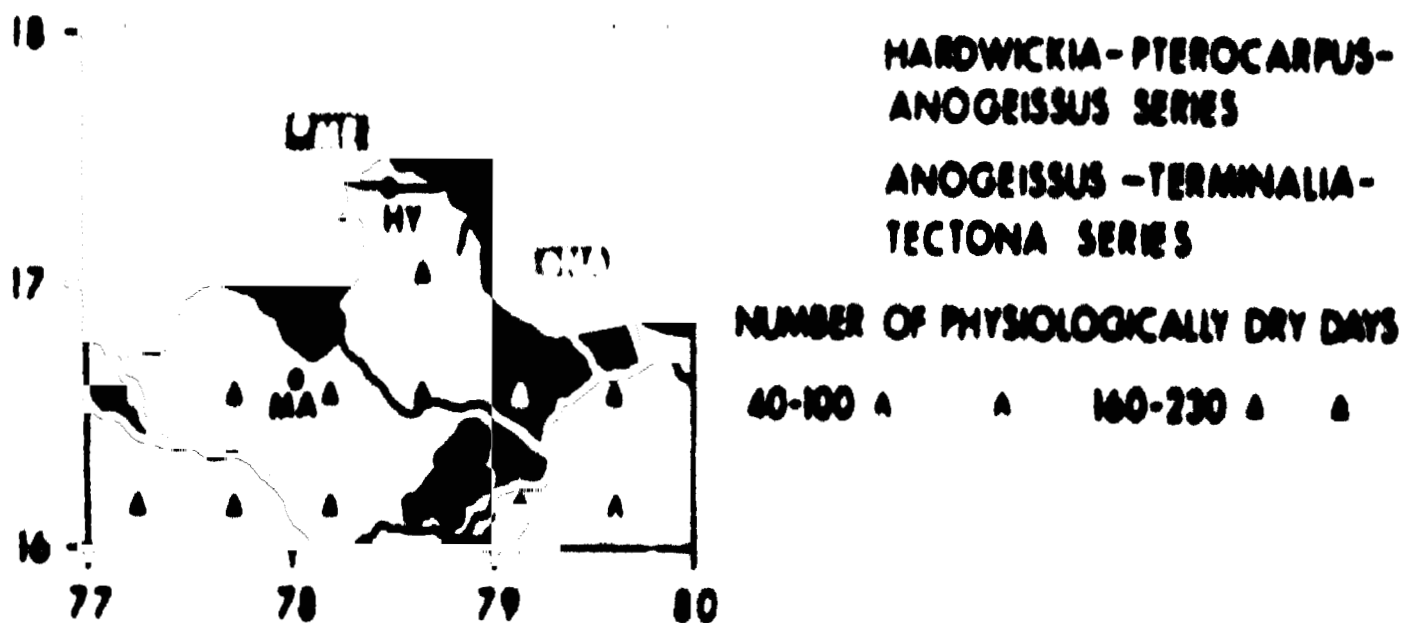 18
HARDWICKIA-PTEROCARPUS-
ANOGEISSUS SERIES
ANOGEISSUS -TERMINALIA-
TECTONA SERIES
HY
17
NUMBER OF PHYSIOLOGICALLY DRY DAYS
MA
40-100 160-230
16
77 78 79 80